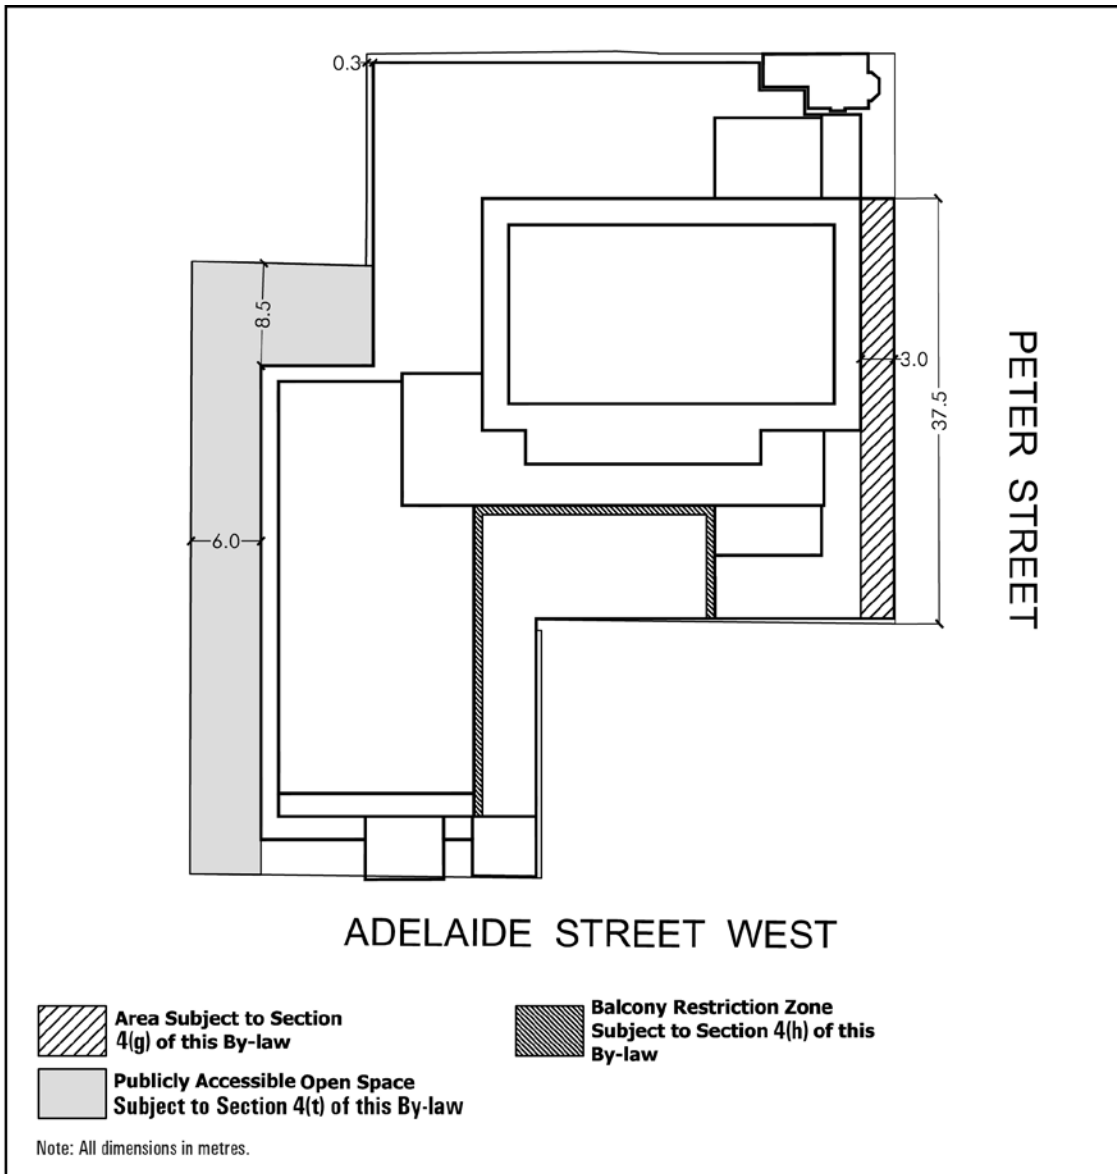 0.3
8.5
3.0
37.5
6.0
PETER STREET
ADELAIDE STREET WEST
Area Subject to Section
4(g) of this By-law
Balcony Restriction Zone
Subject to Section 4(h) of this
By-law
Publicly Accessible Open Space
Subject to Section 4(t) of this By-law
Note: All dimensions in metres.